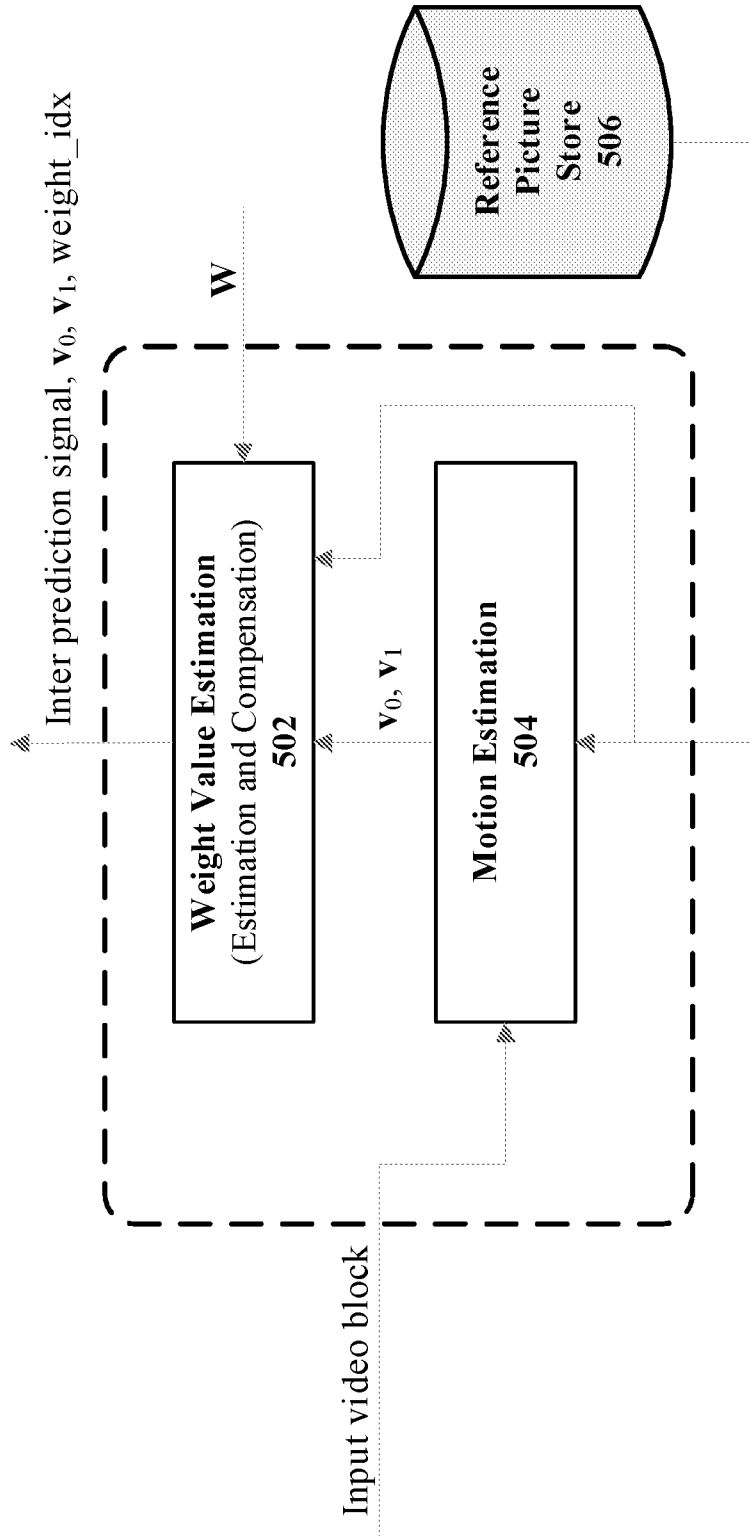 Inter prediction signal, v0, v1, weight_idx
W
Weight Value Estimation
(Estimation and Compensation)
502
v0, v1
Motion Estimation
504
Input video block
Reference
Picture
Store
506